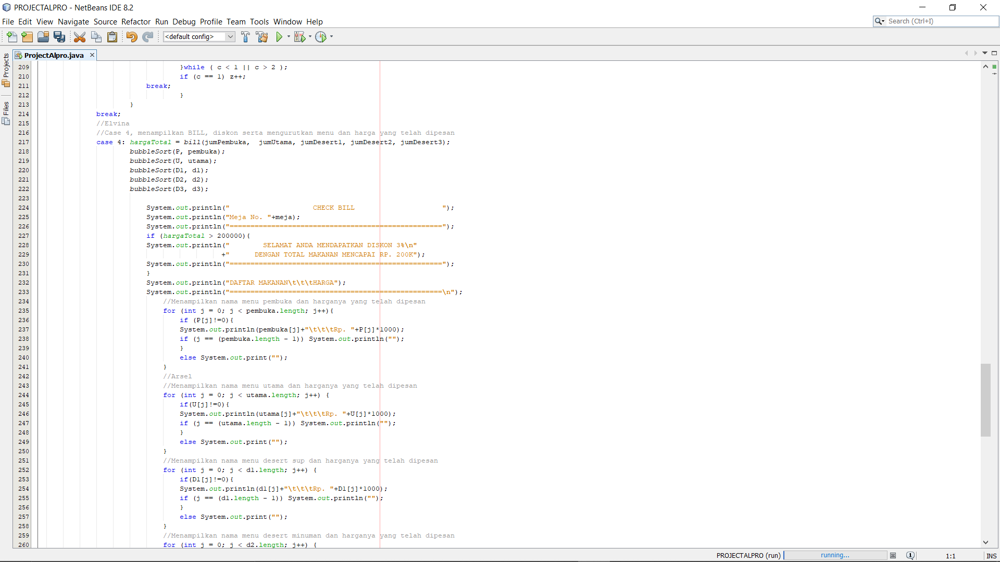 PROJECTALPRO - NetBeans IDE 8.2
File Edit View Navigate Source Refactor Run Debug Profile Team Tools Window Help
Search (Ctrl+I)
<default config>
Projects
Files
ProjectAlpro.java
209 }while ( c < 1 || c > 2 );
210 if (c == 1) z++;
211 break;
212 }
213 }
214 break;
215 //Elvina
216 //Case 4, menampilkan BILL, diskon serta mengurutkan menu dan harga yang telah dipesan
217 case 4: hargaTotal = bill(jumPembuka,  jumUtama, jumDesert1, jumDesert2, jumDesert3);
218 bubbleSort(P, pembuka);
219 bubbleSort(U, utama);
220 bubbleSort(D1, d1);
221 bubbleSort(D2, d2);
222 bubbleSort(D3, d3);
223
224 System.out.println("                    CHECK BILL                     ");
225 System.out.println("Meja No. "+meja);
226 System.out.println("===================================================");
227 if (hargaTotal > 200000){
228 System.out.println("        SELAMAT ANDA MENDAPATKAN DISKON 3%\n"
229 +"      DENGAN TOTAL MAKANAN MENCAPAI RP. 200K");
230 System.out.println("===================================================");
231 }
232 System.out.println("DAFTAR MAKANAN\t\t\tHARGA");
233 System.out.println("===================================================\n");
234 //Menampilkan nama menu pembuka dan harganya yang telah dipesan
235 for (int j = 0; j < pembuka.length; j++){
236 if (P[j]!=0){
237 System.out.println(pembuka[j]+"\t\t\tRp. "+P[j]*1000);
238 if (j == (pembuka.length - 1)) System.out.println("");
239 }
240 else System.out.print("");
241 }
242 //Arsel
243 //Menampilkan nama menu utama dan harganya yang telah dipesan
244 for (int j = 0; j < utama.length; j++) {
245 if(U[j]!=0){
246 System.out.println(utama[j]+"\t\t\tRp. "+U[j]*1000);
247 if (j == (utama.length - 1)) System.out.println("");
248 }
249 else System.out.print("");
250 }
251 //Menampilkan nama menu desert sup dan harganya yang telah dipesan
252 for (int j = 0; j < d1.length; j++) {
253 if(D1[j]!=0){
254 System.out.println(d1[j]+"\t\t\tRp. "+D1[j]*1000);
255 if (j == (d1.length - 1)) System.out.println("");
256 }
257 else System.out.print("");
258 }
259 //Menampilkan nama menu desert minuman dan harganya yang telah dipesan
260 for (int j = 0; j < d2.length; j++) {
PROJECTALPRO (run) running... 1 1:1 INS